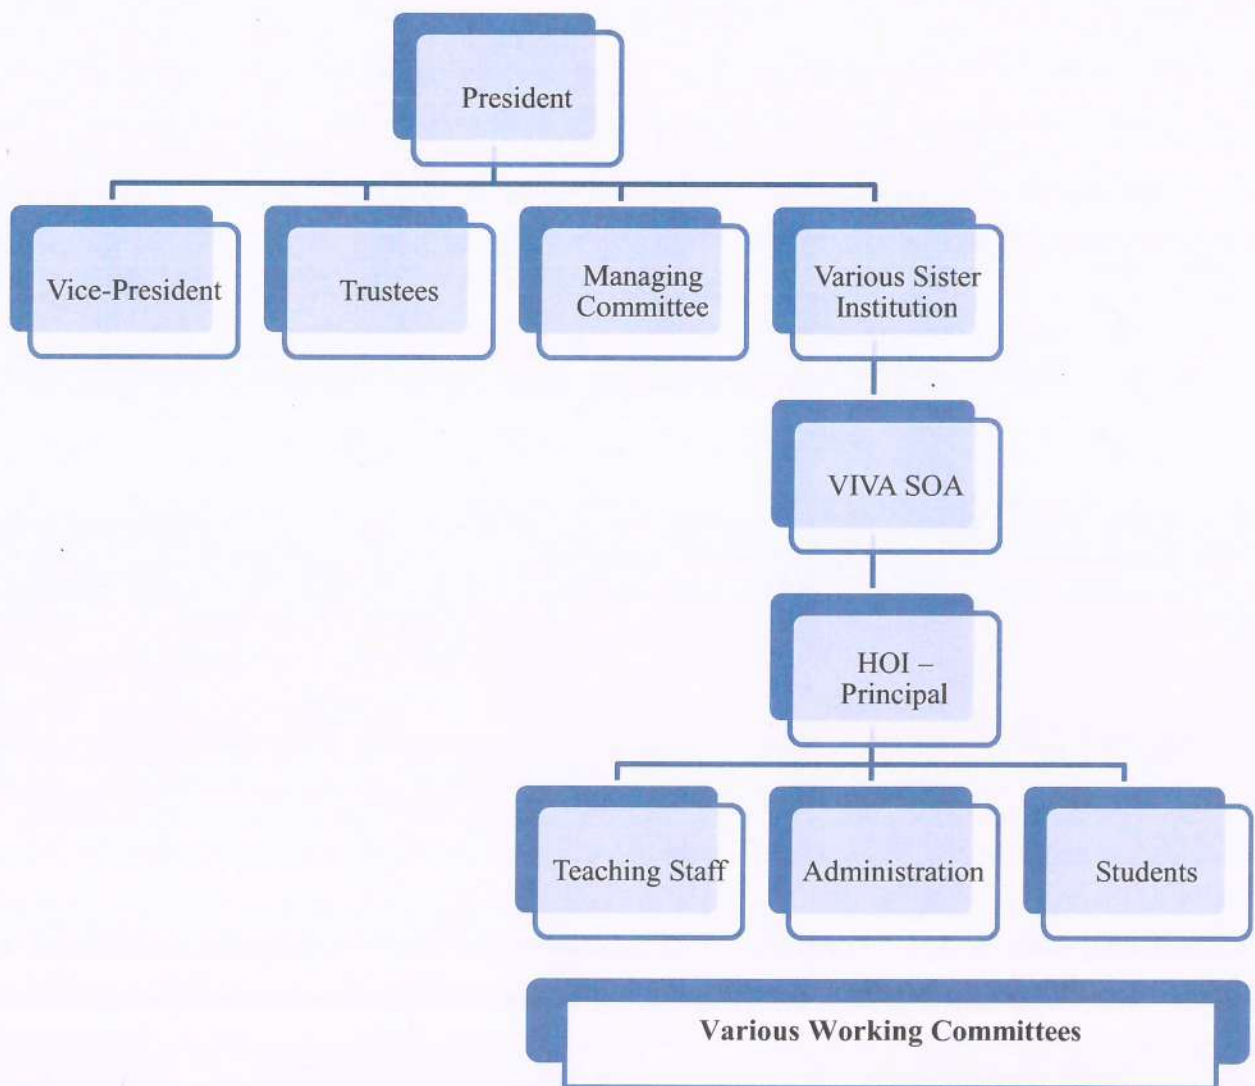 President
Vice-President
Trustees
Managing
Committee
Various Sister
Institution
VIVA SOA
HOI –
Principal
Teaching Staff
Administration
Students
Various Working Committees